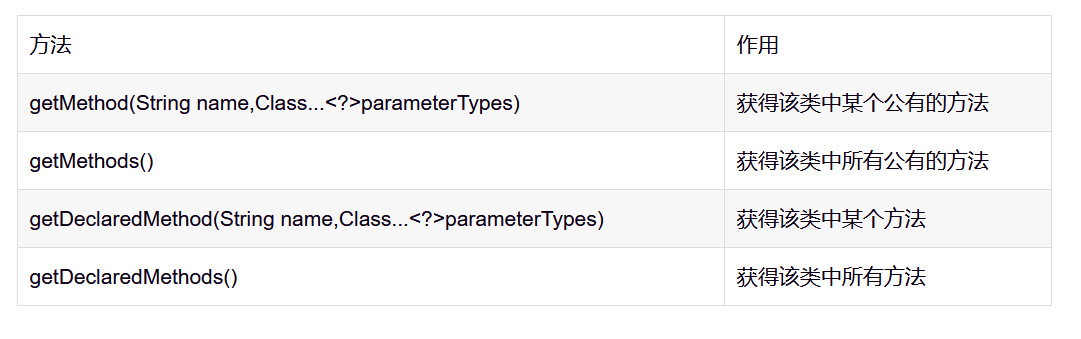 方法 作用
getMethod(String name,Class...<?>parameterTypes) 获得该类中某个公有的方法
getMethods() 获得该类中所有公有的方法
getDeclaredMethod(String name,Class...<?>parameterTypes) 获得该类中某个方法
getDeclaredMethods() 获得该类中所有方法